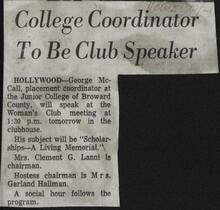 College Coordinator
To Be Club Speaker
HOLLYWOOD—George Mc-
Call, placement coordinator at
the Junior College of Broward
County, will speak at the
Woman's Club meeting at
1:30 p.m. tomorrow in the
clubhouse.
His subject will be "Scholar-
ships—A Living Memorial."
Mrs. Clement G. Lanni is
chairman.
Hostess chairman is Mrs.
Garland Hallman.
A social hour follows the
program.